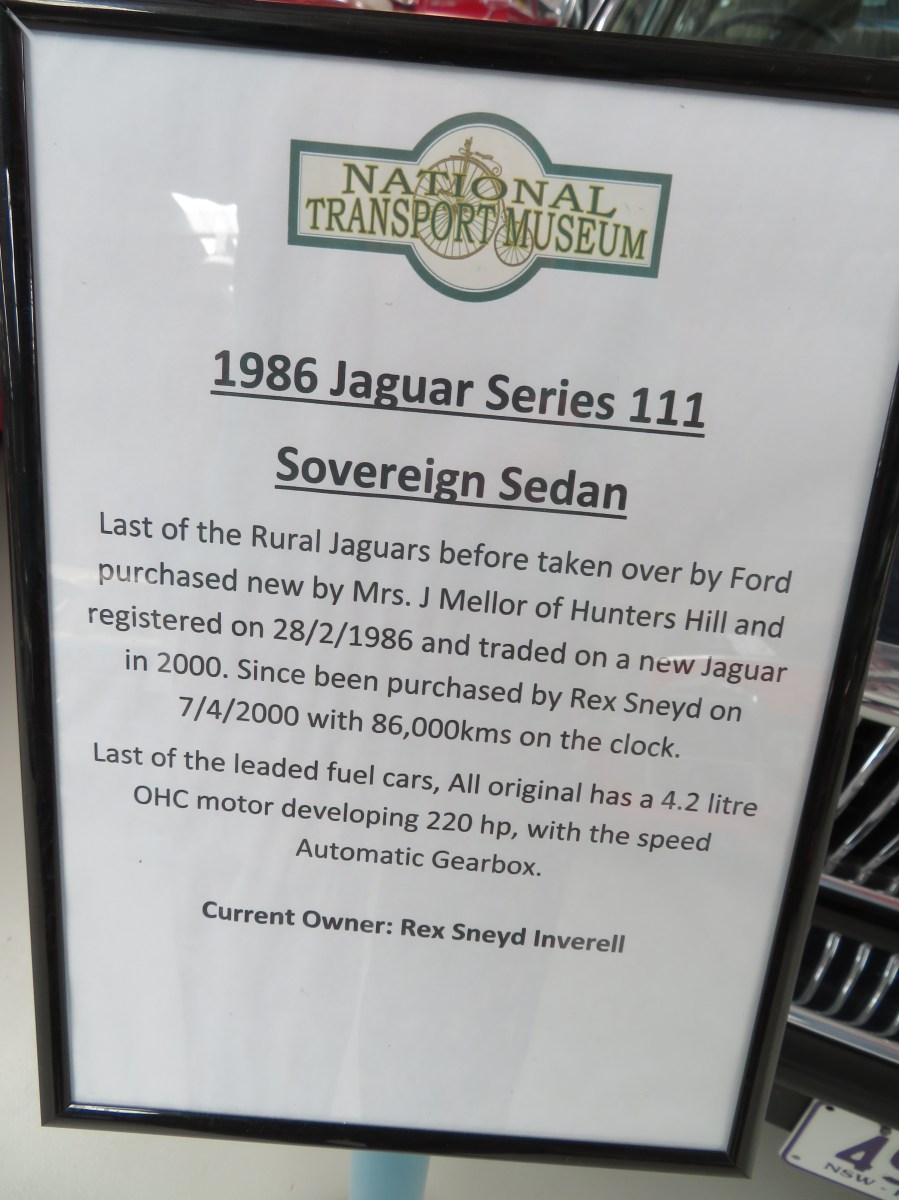 NATIONAL
TRANSPORT MUSEUM
1986 Jaguar Series 111
Sovereign Sedan
Last of the Rural Jaguars before taken over by Ford
purchased new by Mrs. J Mellor of Hunters Hill and
registered on 28/2/1986 and traded on a new Jaguar
in 2000. Since been purchased by Rex Sneyd on
7/4/2000 with 86,000kms on the clock.
Last of the leaded fuel cars, All original has a 4.2 litre
OHC motor developing 220 hp, with the speed
Automatic Gearbox.
Current Owner: Rex Sneyd Inverell
NSW